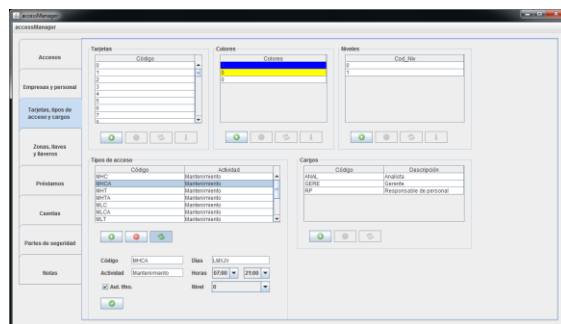 accessManager
accessManager
Accesos
Empresas y personal
Tarjetas, tipos de
acceso y cargos
Zonas, llaves
y llaveros
Préstamos
Cuentas
Partes de seguridad
Notas
Tarjetas
Código
0
1
2
3
4
5
6
7
8
Colores
Colores
0
0
Niveles
Cod_Niv
0
1
Tipos de acceso
Código Actividad
MHC Mantenimiento
MHCA Mantenimiento
MHT Mantenimiento
MHTA Mantenimiento
MLC Mantenimiento
MLCA Mantenimiento
MLT Mantenimiento
Cargos
Código Descripción
ANAL Analista
GERE Gerente
RP Responsable de personal
Código MHCA Días LMXJV
Actividad Mantenimiento Horas 07:00 21:00
Nivel 0